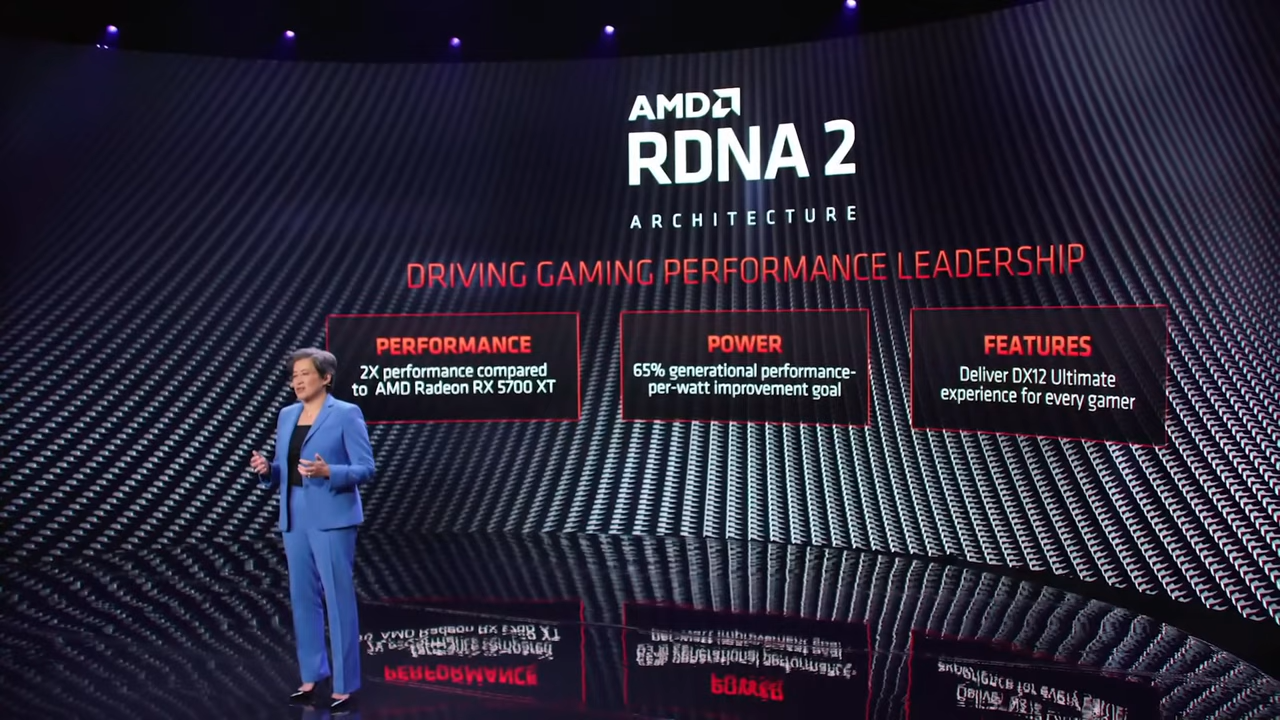 AMD
RDNA 2
ARCHITECTURE
DRIVING GAMING PERFORMANCE LEADERSHIP
PERFORMANCE
2X performance compared
to AMD Radeon RX 5700 XT
POWER
65% generational performance-
per-watt improvement goal
FEATURES
Deliver DX12 Ultimate
experience for every gamer